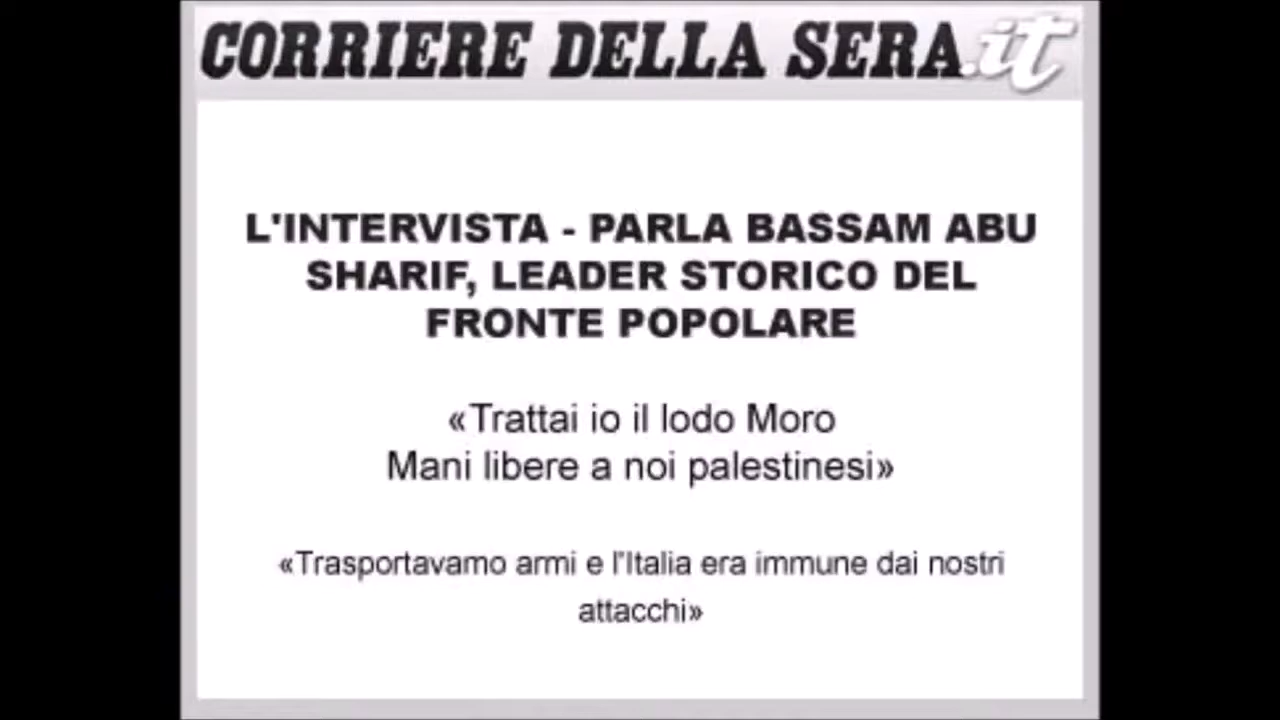 CORRIERE DELLA SERA.it
L'INTERVISTA - PARLA BASSAM ABU
SHARIF, LEADER STORICO DEL
FRONTE POPOLARE
«Trattai io il lodo Moro
Mani libere a noi palestinesi»
«Trasportavamo armi e l'Italia era immune dai nostri
attacchi»